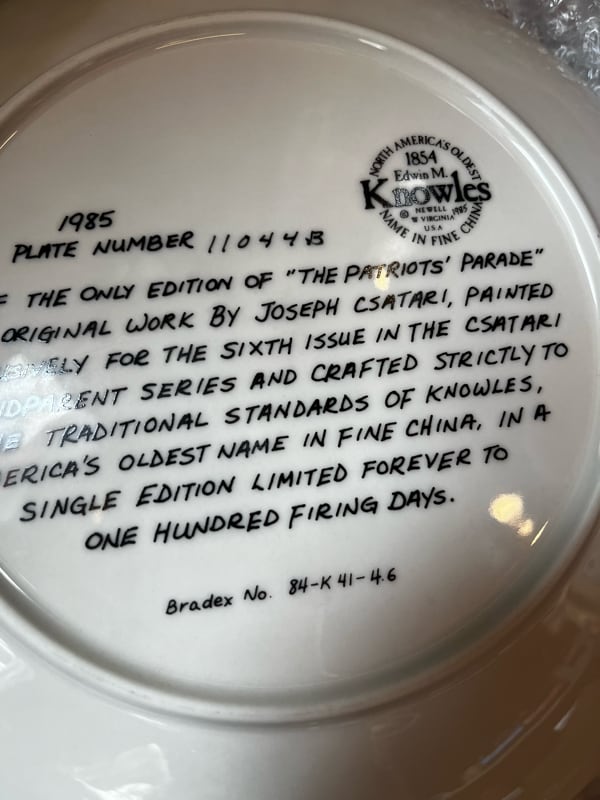 NORTH AMERICA'S OLDEST
1854
Edwin M.
Knowles
© NEWELL 1985
W VIRGINIA
U.S.A
NAME IN FINE CHINA
1985
PLATE NUMBER 11044B
THE ONLY EDITION OF "THE PATRIOTS' PARADE"
ORIGINAL WORK BY JOSEPH CSATARI, PAINTED
FOR THE SIXTH ISSUE IN THE CSATARI
NDPARENT SERIES AND CRAFTED STRICTLY TO
E TRADITIONAL STANDARDS OF KNOWLES,
ERICA'S OLDEST NAME IN FINE CHINA, IN A
SINGLE EDITION LIMITED FOREVER TO
ONE HUNDRED FIRING DAYS.
Bradex No. 84-K41-4.6